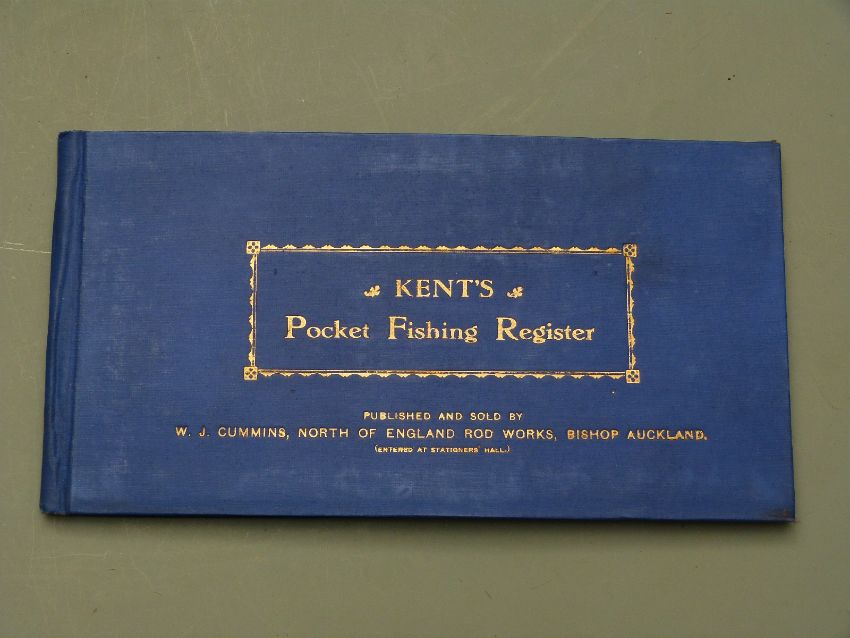 KENT'S
Pocket Fishing Register
PUBLISHED AND SOLD BY
W. J. CUMMINS, NORTH OF ENGLAND ROD WORKS, BISHOP AUCKLAND.
(ENTERED AT STATIONERS' HALL.)